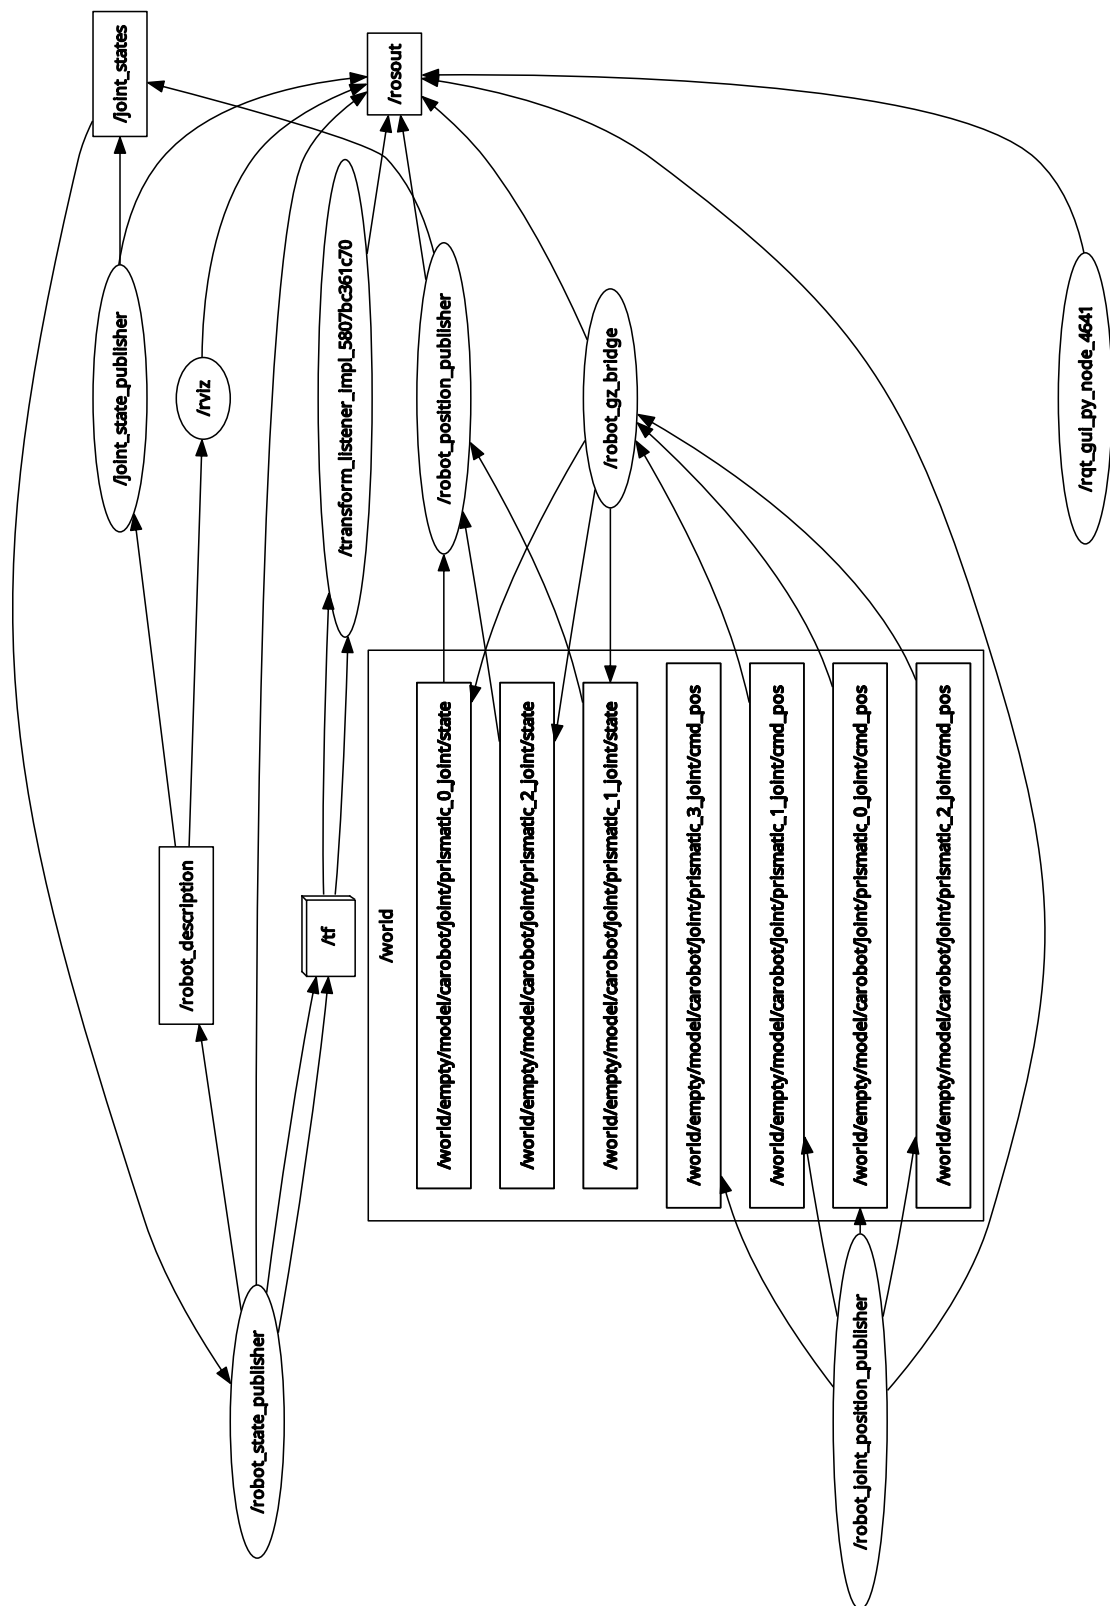 /joint_states
/rosout
/joint_state_publisher
/rviz
/transform_listener_impl_5807bc361c70
/robot_position_publisher
/robot_gz_bridge
/rqt_gui_py_node_4641
/robot_description
/tf
/world
/world/empty/model/carobot/joint/prismatic_0_joint/state
/world/empty/model/carobot/joint/prismatic_2_joint/state
/world/empty/model/carobot/joint/prismatic_1_joint/state
/world/empty/model/carobot/joint/prismatic_3_joint/cmd_pos
/world/empty/model/carobot/joint/prismatic_1_joint/cmd_pos
/world/empty/model/carobot/joint/prismatic_0_joint/cmd_pos
/world/empty/model/carobot/joint/prismatic_2_joint/cmd_pos
/robot_state_publisher
/robot_joint_position_publisher